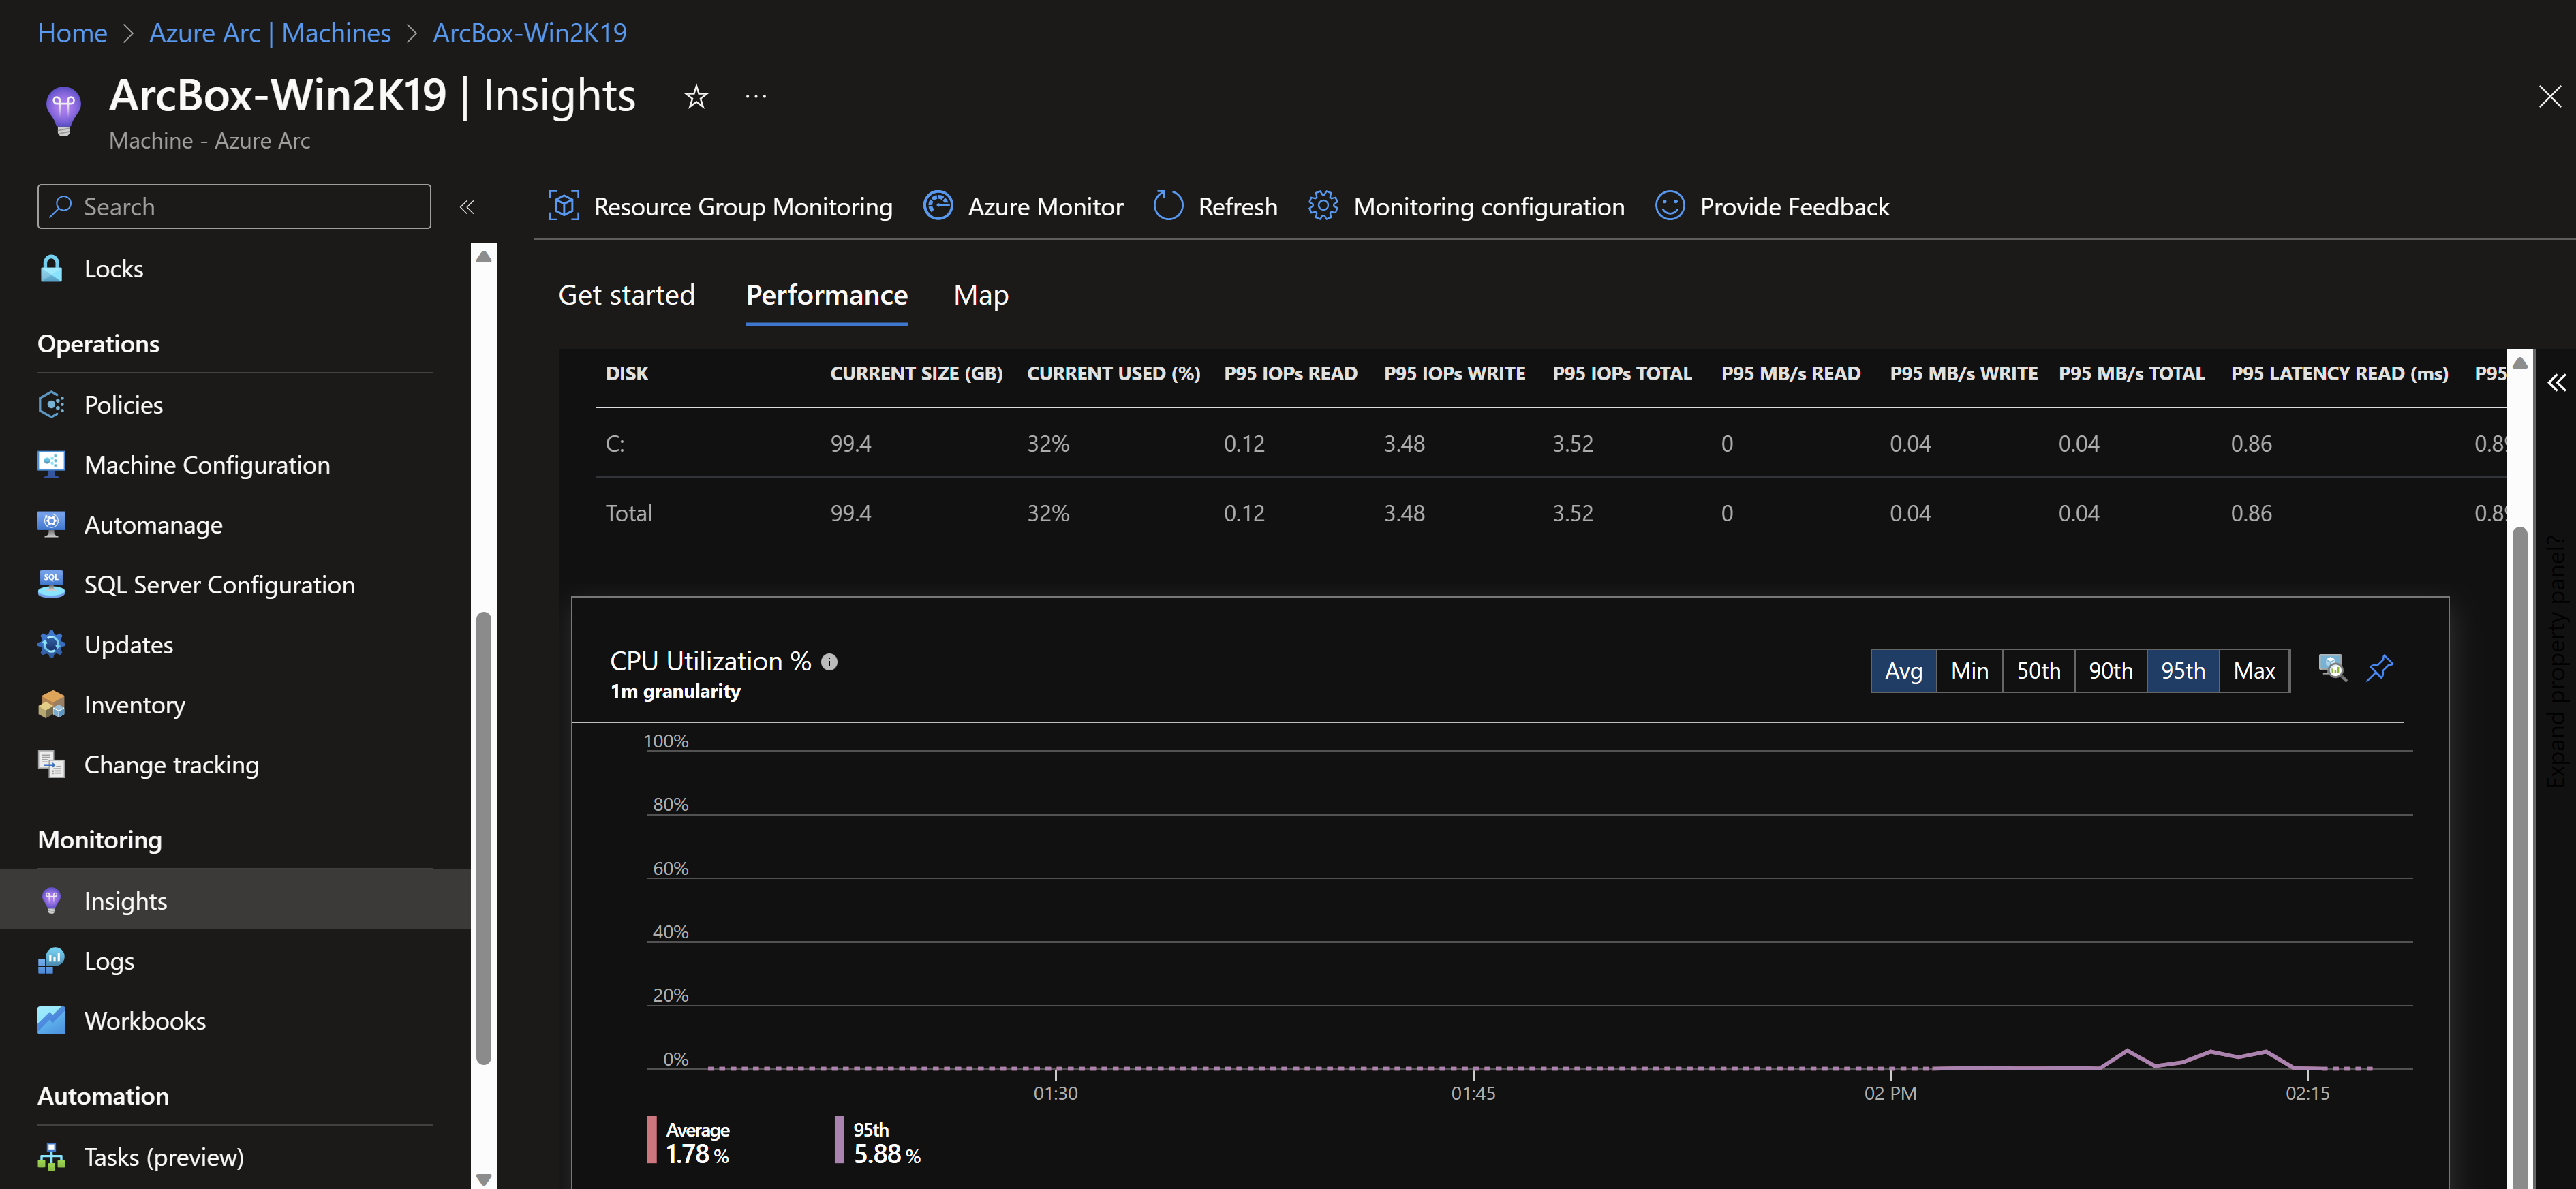 Home > Azure Arc | Machines > ArcBox-Win2K19
ArcBox-Win2K19 | Insights ...
Machine - Azure Arc
Search
Locks
Operations
Policies
Machine Configuration
Automanage
SQL Server Configuration
Updates
Inventory
Change tracking
Monitoring
Insights
Logs
Workbooks
Automation
Tasks (preview)
Resource Group Monitoring Azure Monitor Refresh Monitoring configuration Provide Feedback
Get started Performance Map
DISK CURRENT SIZE (GB) CURRENT USED (%) P95 IOPs READ P95 IOPs WRITE P95 IOPs TOTAL P95 MB/s READ P95 MB/s WRITE P95 MB/s TOTAL P95 LATENCY READ (ms) P95
C: 99.4 32% 0.12 3.48 3.52 0 0.04 0.04 0.86
Total 99.4 32% 0.12 3.48 3.52 0 0.04 0.04 0.86
CPU Utilization %
1m granularity
Avg Min 50th 90th 95th Max
100%
80%
60%
40%
20%
0%
01:30 01:45 02 PM 02:15
Average
1.78 %
95th
5.88 %
Expand property panel?